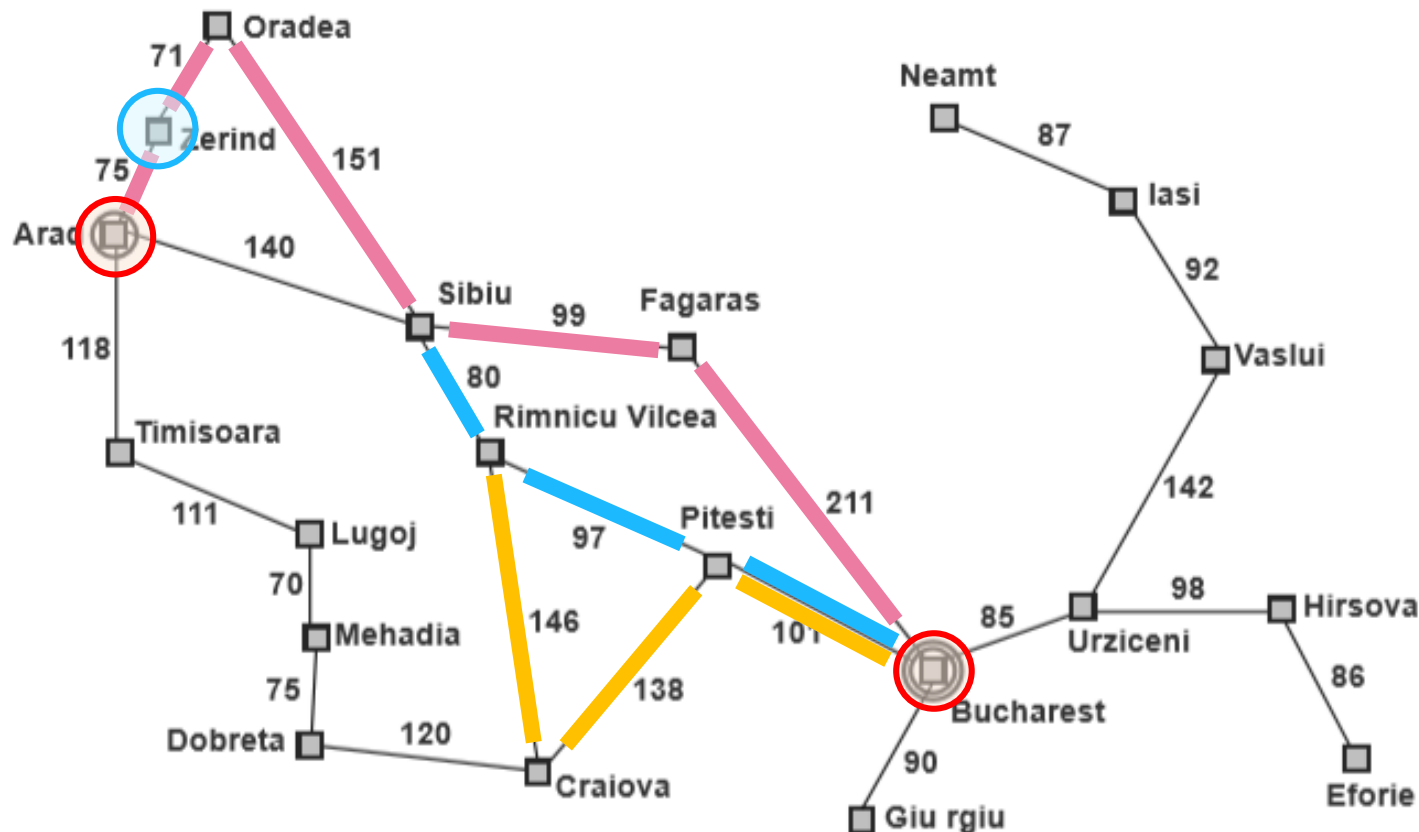 Oradea
71
Neamt
87
Zerind
151
75
Iasi
Arad
140
92
Sibiu
Fagaras
99
118
Vaslui
80
Rimnicu Vilcea
Timisoara
142
211
111
Pitesti
Lugoj
97
70
98
Hirsova
85
146
101
Mehadia
Urziceni
86
75
138
Bucharest
Dobreta
120
90
Craiova
Eforie
Giu rgiu